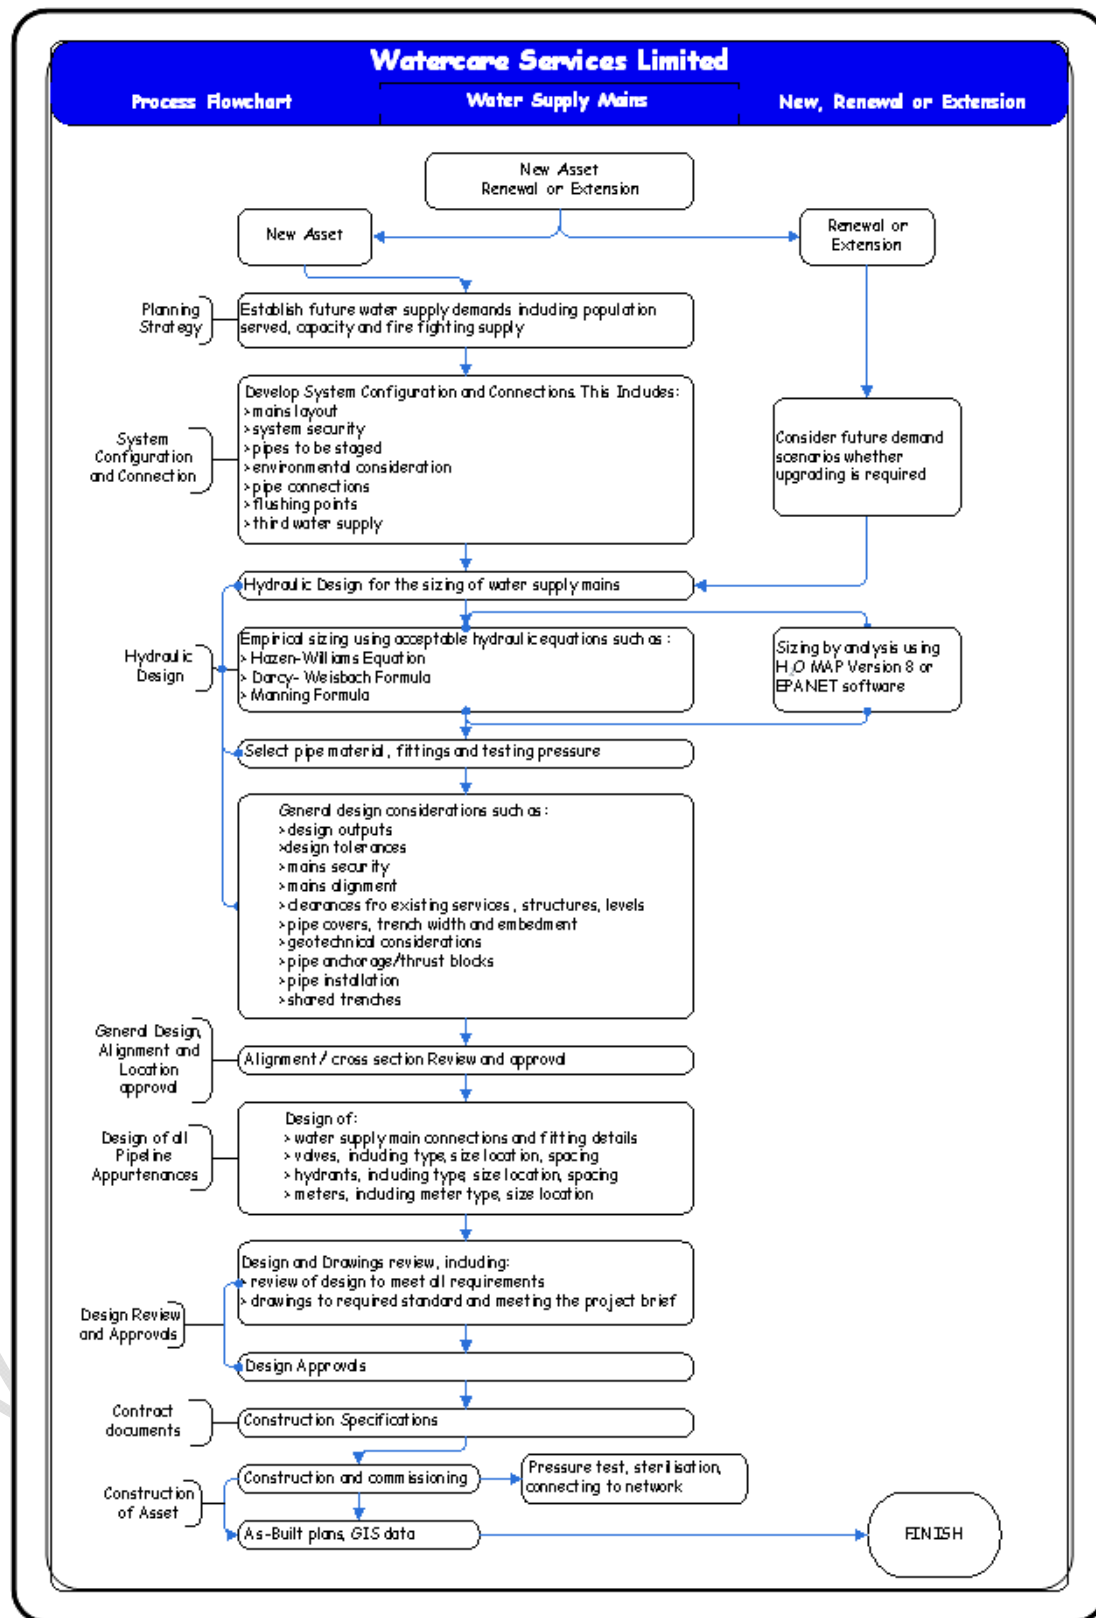 Watercare Services Limited
Process Flowchart
Water Supply Mains
New, Renewal or Extension
New Asset
Renewal or Extension
New Asset
Renewal or
Extension
Planning
Strategy
Establish future water supply demands including population
served, capacity and fire fighting supply
System
Configuration
and Connection
Develop System Configuration and Connections. This Includes:
> mains layout
> system security
> pipes to be staged
> environmental consideration
> pipe connections
> flushing points
> third water supply
Consider future demand
scenarios whether
upgrading is required
Hydraulic Design for the sizing of water supply mains
Hydraulic
Design
Empirical sizing using acceptable hydraulic equations such as :
> Hazen-Williams Equation
> Darcy- Weisbach Formula
> Manning Formula
Sizing by analysis using
H2O MAP Version 8 or
EPANET software
Select pipe material, fittings and testing pressure
General design considerations such as :
> design outputs
>design tolerances
> mains security
> mains alignment
> clearances fro existing services , structures, levels
> pipe covers, trench width and embedment
> geotechnical considerations
> pipe anchorage/thrust blocks
> pipe installation
> shared trenches
General Design,
Alignment and
Location
approval
Alignment / cross section Review and approval
Design of all
Pipeline
Appurtenances
Design of:
> water supply main connections and fitting details
> valves, including type, size location, spacing
> hydrants, including type, size location, spacing
> meters, including meter type, size location
Design Review
and Approvals
Design and Drawings review, including:
> review of design to meet all requirements
> drawings to required standard and meeting the project brief
Design Approvals
Contract
documents
Construction Specifications
Construction
of Asset
Construction and commissioning
Pressure test, sterilisation,
connecting to network
As-Built plans, GIS data
FINISH